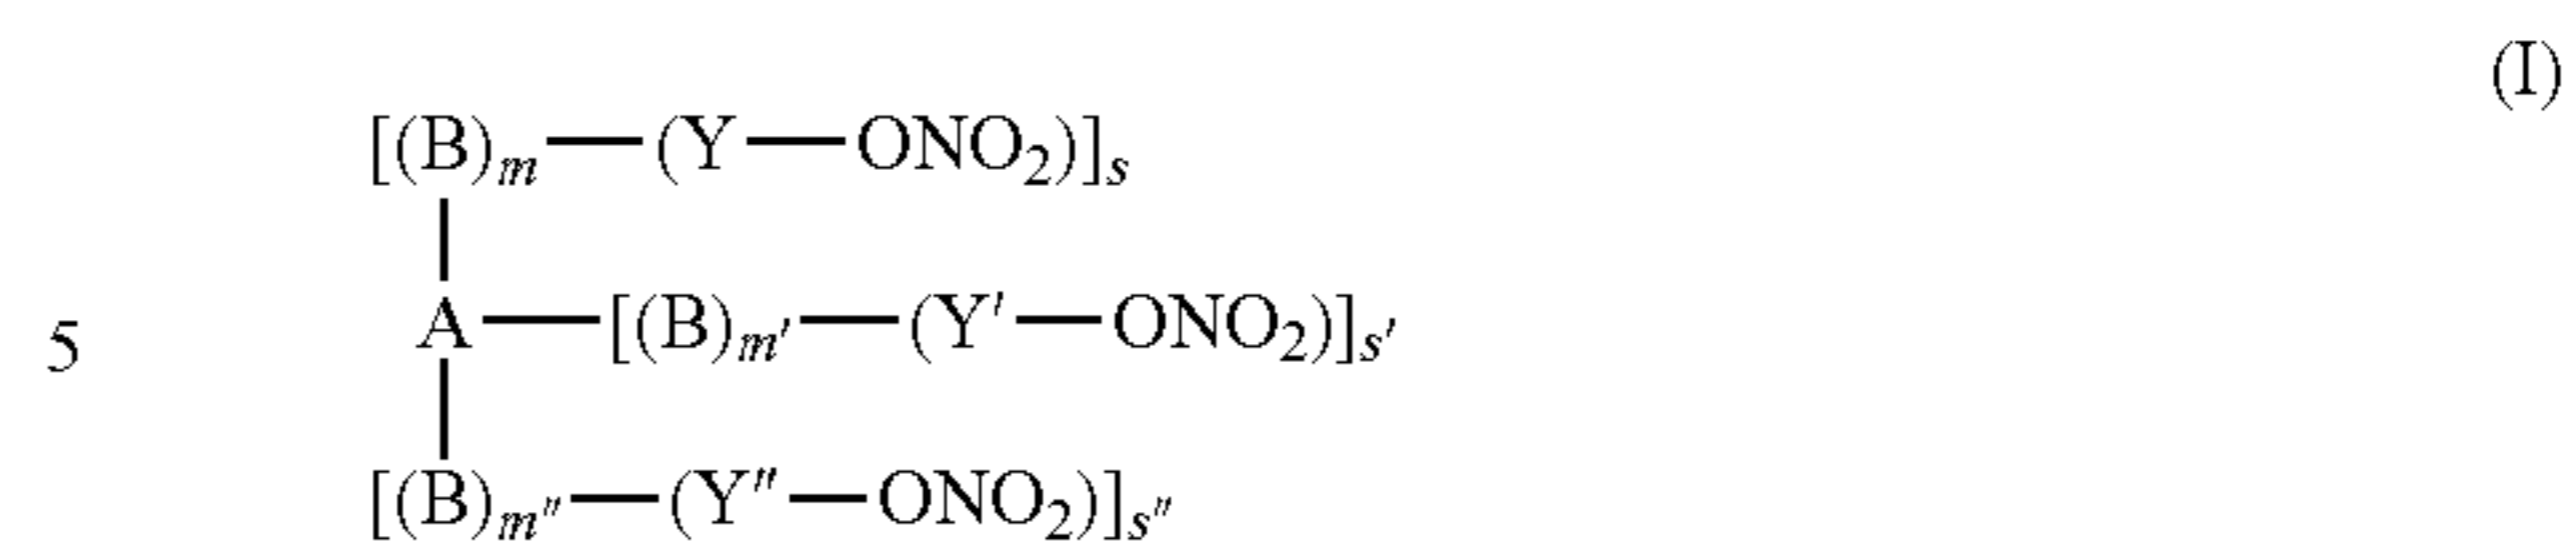 (I)
[(B)m—(Y—ONO2)]s
5 A—[(B)m'—(Y'—ONO2)]s'
[(B)m"—(Y"—ONO2)]s"